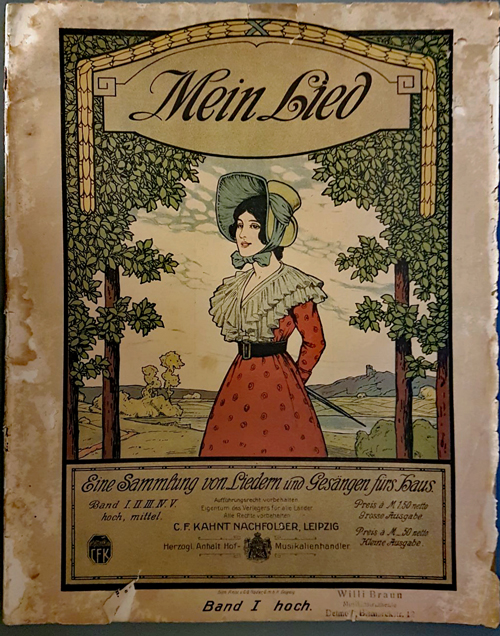 Mein Lied
Eine Sammlung von Liedern und Gesängen fürs Haus.
Band I. II. III. IV. V.
hoch, mittel.
Aufführungsrecht vorbehalten
Eigentum des Verlegers für alle Länder
Alle Rechte vorbehalten
C. F. KAHNT NACHFOLGER, LEIPZIG
Herzogl. Anhalt. Hof- Musikalienhändler
Preis à M. 1.50 netto
Grosse Ausgabe
Preis à M. _.50 netto
Kleine Ausgabe.
CFK
Band I hoch.
Willi Braun